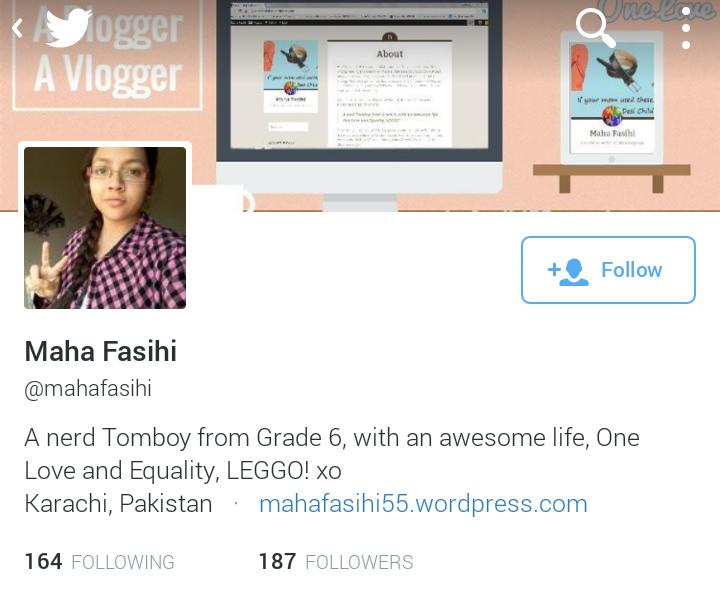 A Blogger
A Vlogger
About
Maha Fasihi
One Love
If your mom used these,
Desi Child
Maha Fasihi
Follow
Maha Fasihi
@mahafasihi
A nerd Tomboy from Grade 6, with an awesome life, One
Love and Equality, LEGGO! xo
Karachi, Pakistan · mahafasihi55.wordpress.com
164 FOLLOWING 187 FOLLOWERS